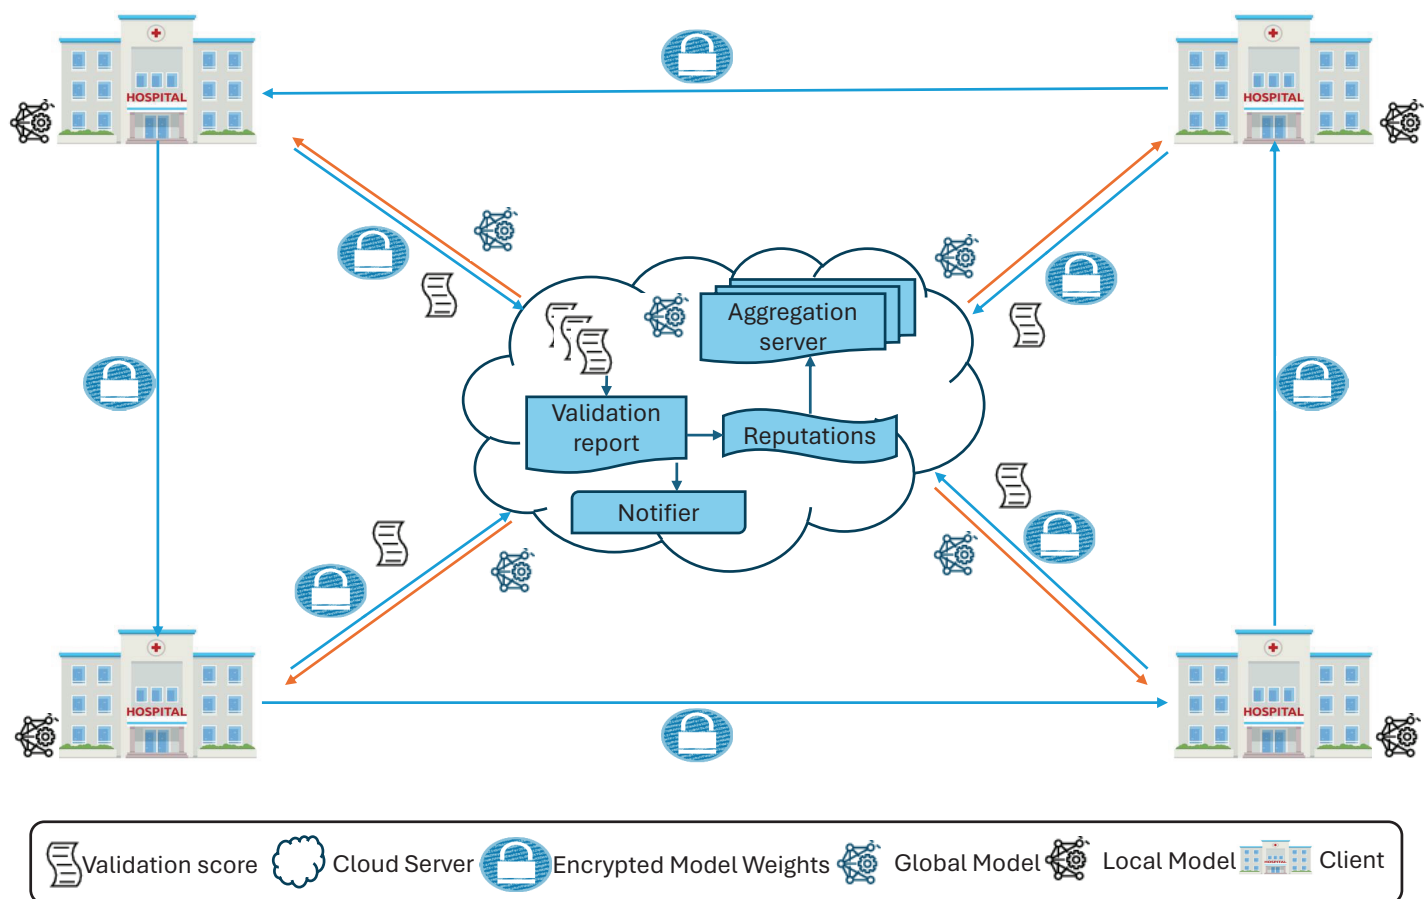 HOSPITAL
HOSPITAL
Aggregation
server
Validation
report
Reputations
Notifier
HOSPITAL
HOSPITAL
Validation score
Cloud Server
Encrypted Model Weights
Global Model
Local Model
HOSPITAL
Client